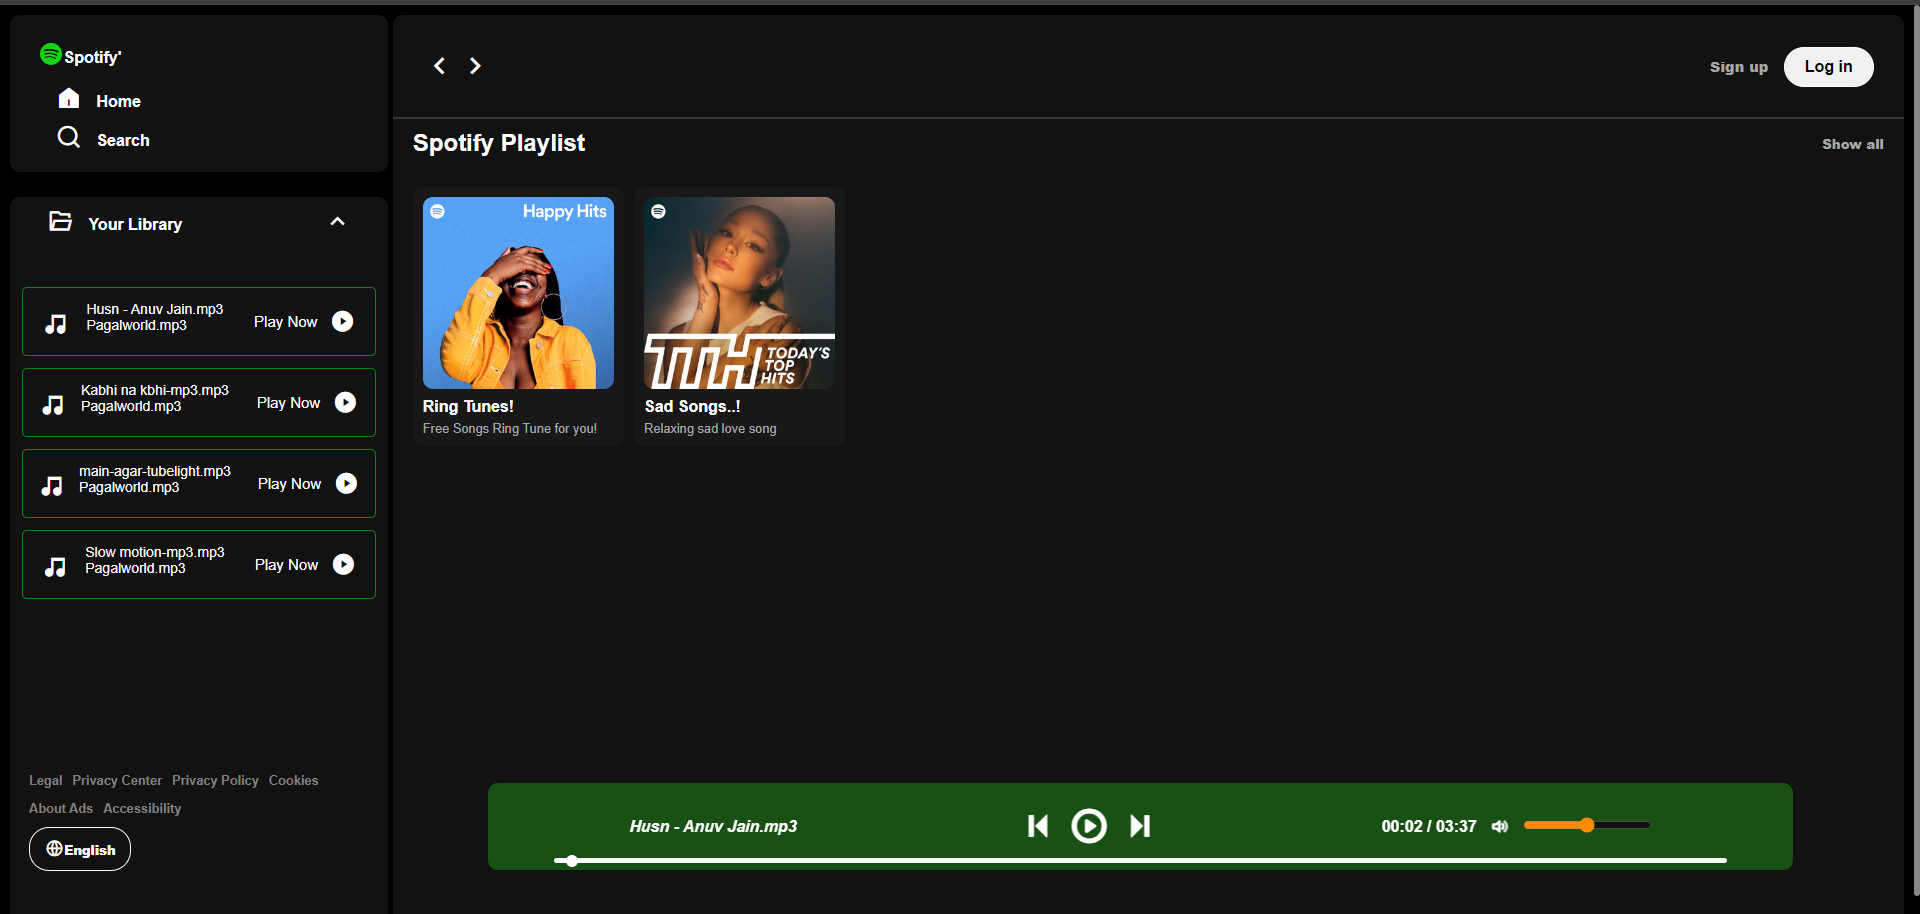 Spotify'
Home
Search
Your Library
Husn - Anuv Jain.mp3
Pagalworld.mp3
Play Now
Kabhi na kbhi-mp3.mp3
Pagalworld.mp3
Play Now
main-agar-tubelight.mp3
Pagalworld.mp3
Play Now
Slow motion-mp3.mp3
Pagalworld.mp3
Play Now
Legal Privacy Center Privacy Policy Cookies
About Ads Accessibility
English
Sign up
Log in
Spotify Playlist
Show all
Happy Hits
Ring Tunes!
Free Songs Ring Tune for you!
TTH
TODAY'S
TOP
HITS
Sad Songs..!
Relaxing sad love song
Husn - Anuv Jain.mp3
00:02 / 03:37